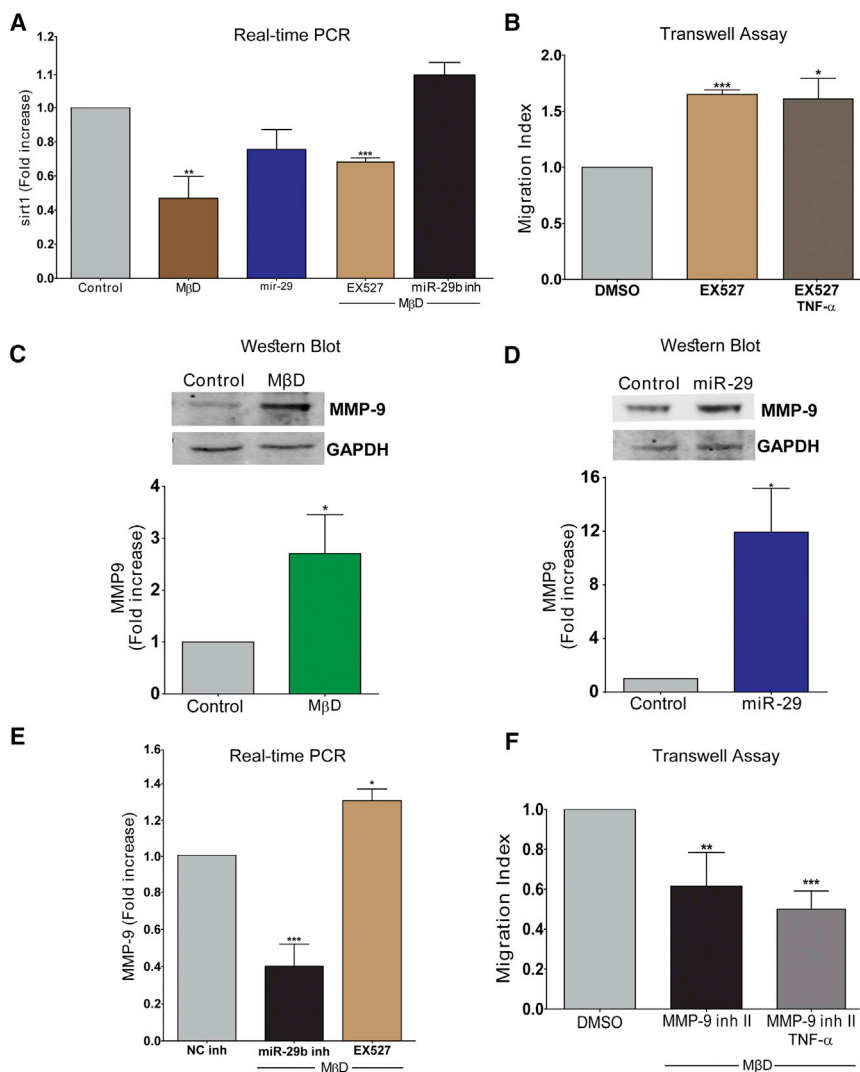 A
Real-time PCR
sirt1 (Fold increase)
1.1
1.2
1.0
0.8
0.6
0.4
0.2
0.0
**
***
Control
MβD
mir-29
EX527
miR-29b inh
MβD
B
Transwell Assay
Migration Index
2.0
1.5
1.0
0.5
0.0
***
*
DMSO
EX527
EX527
TNF-α
C
Western Blot
Control MβD
MMP-9
GAPDH
MMP9
(Fold increase)
4
3
2
1
0
*
Control
MβD
D
Western Blot
Control miR-29
MMP-9
GAPDH
MMP9
(Fold increase)
16
12
8
4
0
*
Control
miR-29
E
Real-time PCR
MMP-9 (Fold increase)
1.6
1.4
1.2
1.0
0.8
0.6
0.4
0.2
0.0
***
*
NC inh
miR-29b inh
EX527
MβD
F
Transwell Assay
Migration Index
1.0
0.8
0.6
0.4
0.2
0.0
**
***
DMSO
MMP-9 inh II
MMP-9 inh II
TNF-α
MβD